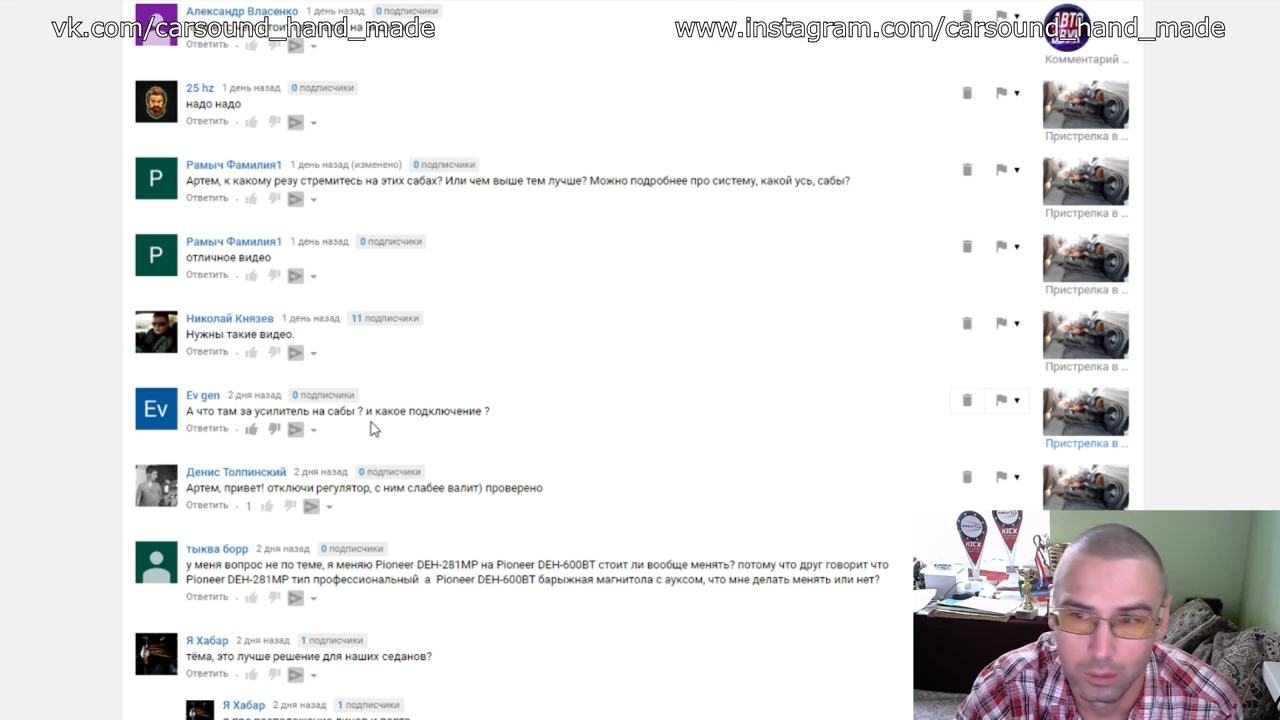 vk.com/carsound_hand_made
www.instagram.com/carsound_hand_made
Александр Власенко 1 день назад 0 подписчики
Ответить
АВТО ЗВУК
Комментарий ...
25 hz 1 день назад 0 подписчики
надо надо
Ответить
Пристрелка в ...
Рамыч Фамилия1 1 день назад (изменено) 0 подписчики
Артем, к какому резу стремитесь на этих сабах? Или чем выше тем лучше? Можно подробнее про систему, какой усь, сабы?
Ответить
Пристрелка в ...
Рамыч Фамилия1 1 день назад 0 подписчики
отличное видео
Ответить
Пристрелка в ...
Николай Князев 1 день назад 11 подписчики
Нужны такие видео.
Ответить
Пристрелка в ...
Ev gen 2 дня назад 0 подписчики
А что там за усилитель на сабы ? и какое подключение ?
Ответить
Пристрелка в ...
Денис Толпинский 2 дня назад 0 подписчики
Артем, привет! отключи регулятор, с ним слабее валит) проверено
Ответить · 1
тыква борр 2 дня назад 0 подписчики
у меня вопрос не по теме, я меняю Pioneer DEH-281MP на Pioneer DEH-600BT стоит ли вообще менять? потому что друг говорит что
Pioneer DEH-281MP тип профессиональный а Pioneer DEH-600BT барыжная магнитола с ауксом, что мне делать менять или нет?
Ответить
Я Хабар 2 дня назад 1 подписчики
тёма, это лучше решение для наших седанов?
Ответить
Я Хабар 2 дня назад 1 подписчики
P
P
Ev
KICX
KICX